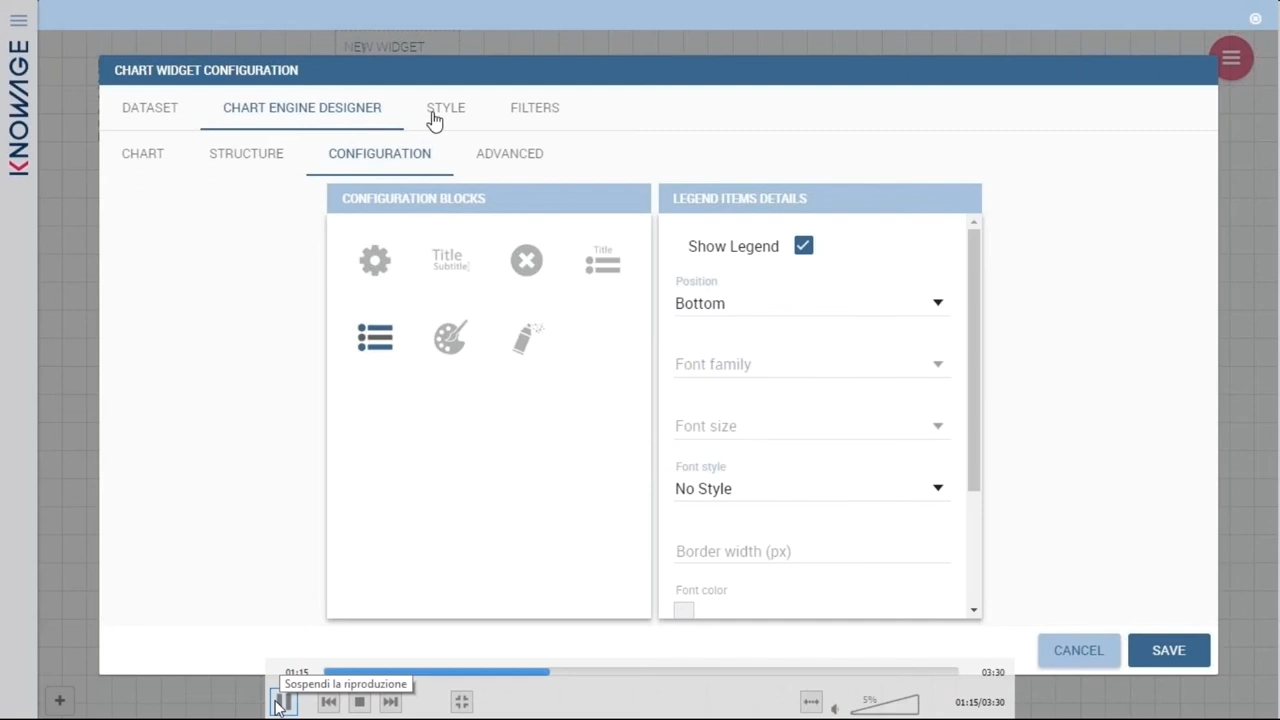 KNOWAGE
NEW WIDGET
CHART WIDGET CONFIGURATION
DATASET
CHART ENGINE DESIGNER
STYLE
FILTERS
CHART
STRUCTURE
CONFIGURATION
ADVANCED
CONFIGURATION BLOCKS
Title
Subtitle
Title
LEGEND ITEMS DETAILS
Show Legend
Position
Bottom
Font family
Font size
Font style
No Style
Border width (px)
Font color
CANCEL
SAVE
01:15
03:30
Sospendi la riproduzione
5%
01:15/03:30